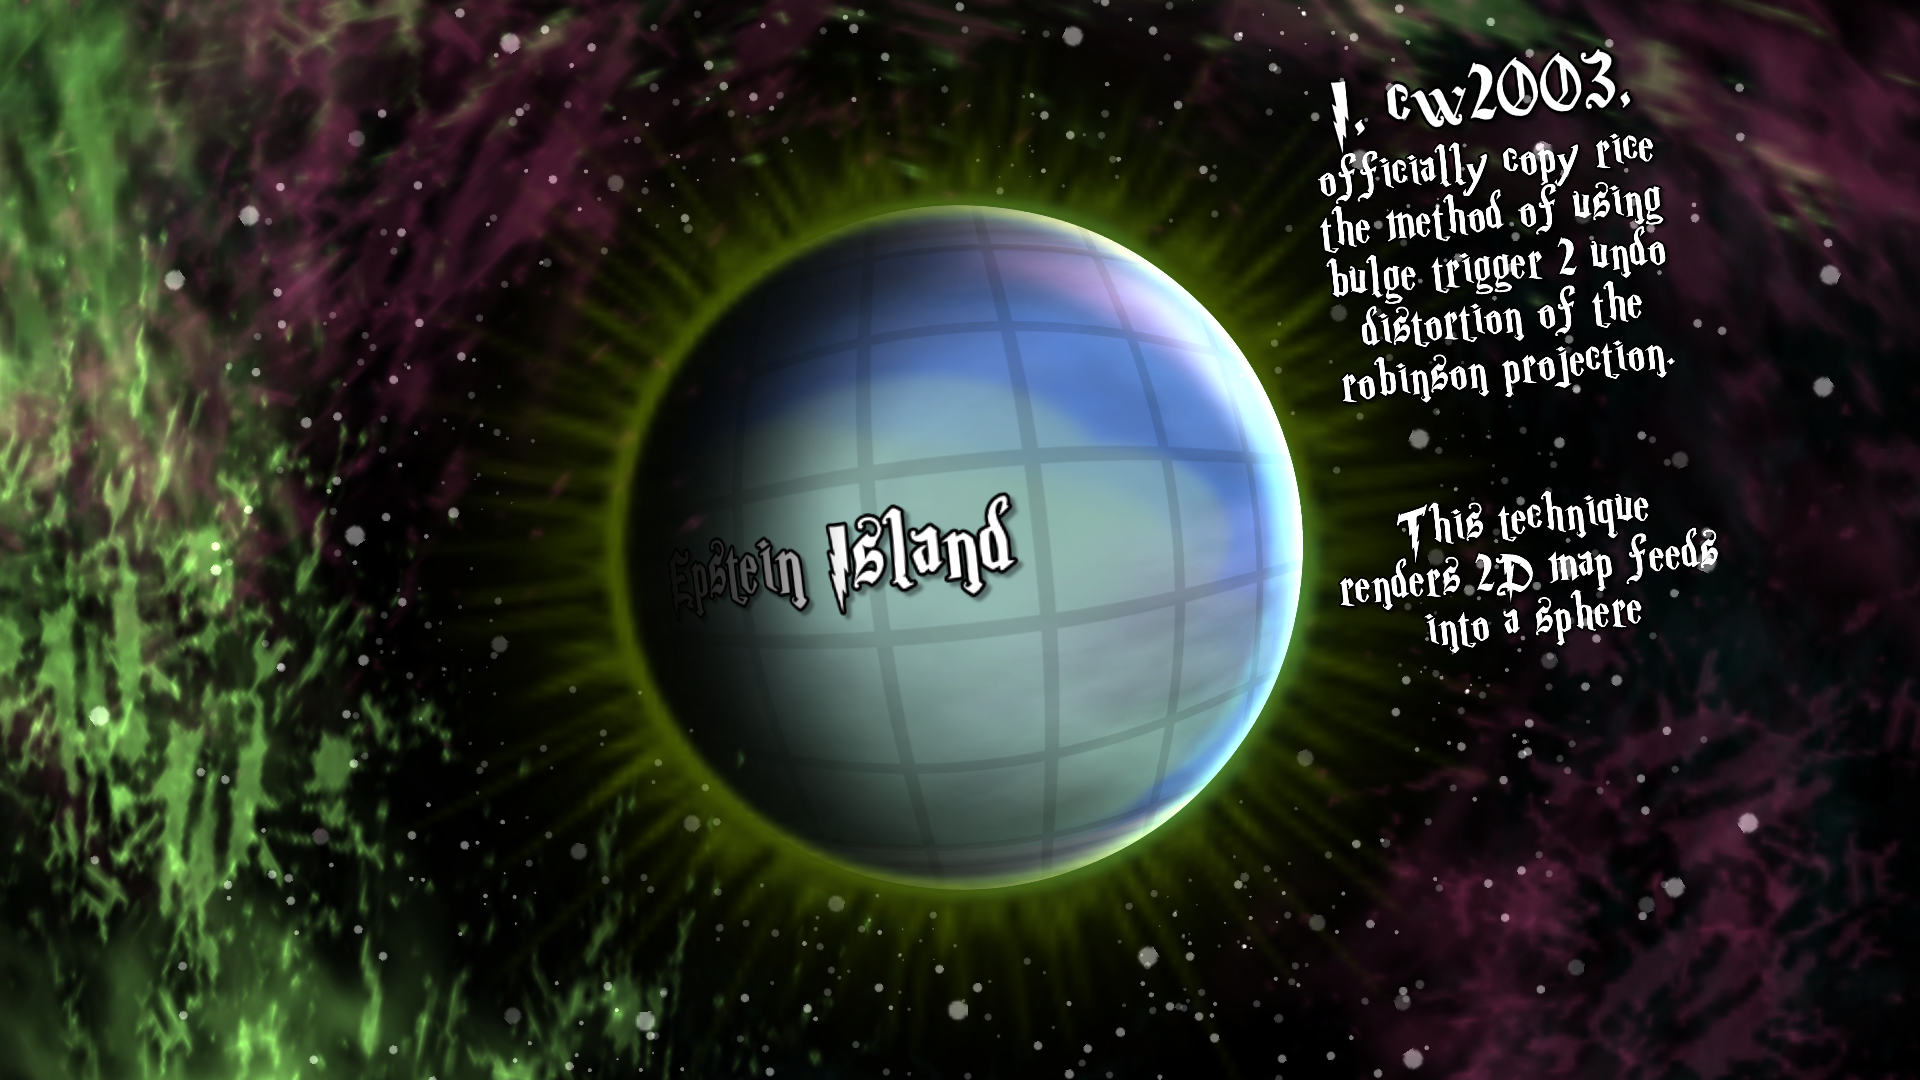 I, cw2003,
officially copy rice
the method of using
bulge trigger 2 undo
distortion of the
robinson projection.
This technique
renders 2D map feeds
into a sphere
Epstein Island